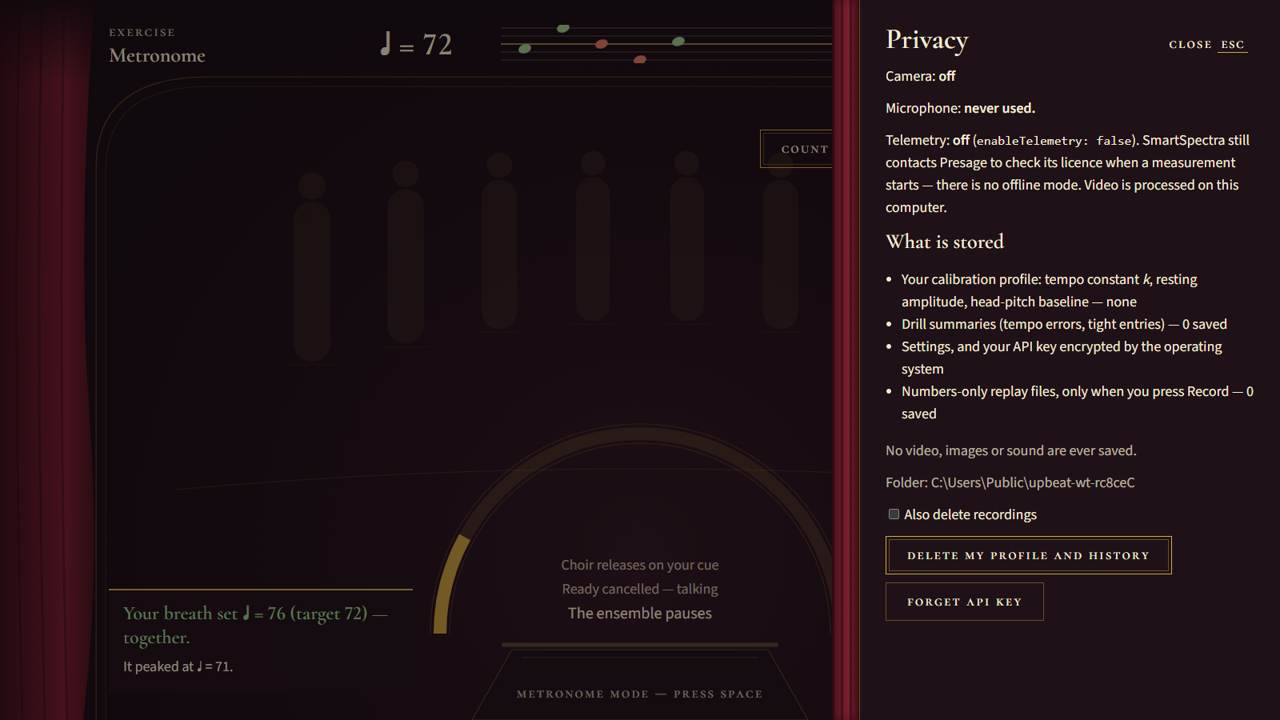 EXERCISE
Metronome
♩ = 72
COUNT
Choir releases on your cue
Ready cancelled — talking
The ensemble pauses
METRONOME MODE — PRESS SPACE
Your breath set ♩ = 76 (target 72) —
together.
It peaked at ♩ = 71.
Privacy
CLOSE ESC
Camera: off
Microphone: never used.
Telemetry: off (enableTelemetry: false). SmartSpectra still
contacts Presage to check its licence when a measurement
starts — there is no offline mode. Video is processed on this
computer.
What is stored
• Your calibration profile: tempo constant k, resting
amplitude, head-pitch baseline — none
• Drill summaries (tempo errors, tight entries) — 0 saved
• Settings, and your API key encrypted by the operating
system
• Numbers-only replay files, only when you press Record — 0
saved
No video, images or sound are ever saved.
Folder: C:\Users\Public\upbeat-wt-rc8ceC
Also delete recordings
DELETE MY PROFILE AND HISTORY
FORGET API KEY